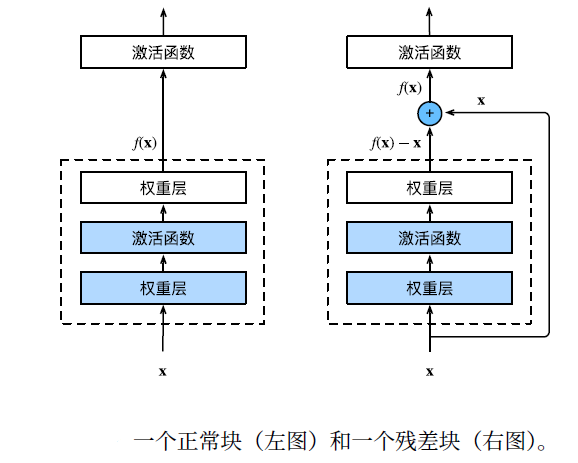 激活函数
f(x)
权重层
激活函数
权重层
x
激活函数
f(x)
x
+
f(x) − x
权重层
激活函数
权重层
x
一个正常块（左图）和一个残差块（右图）。